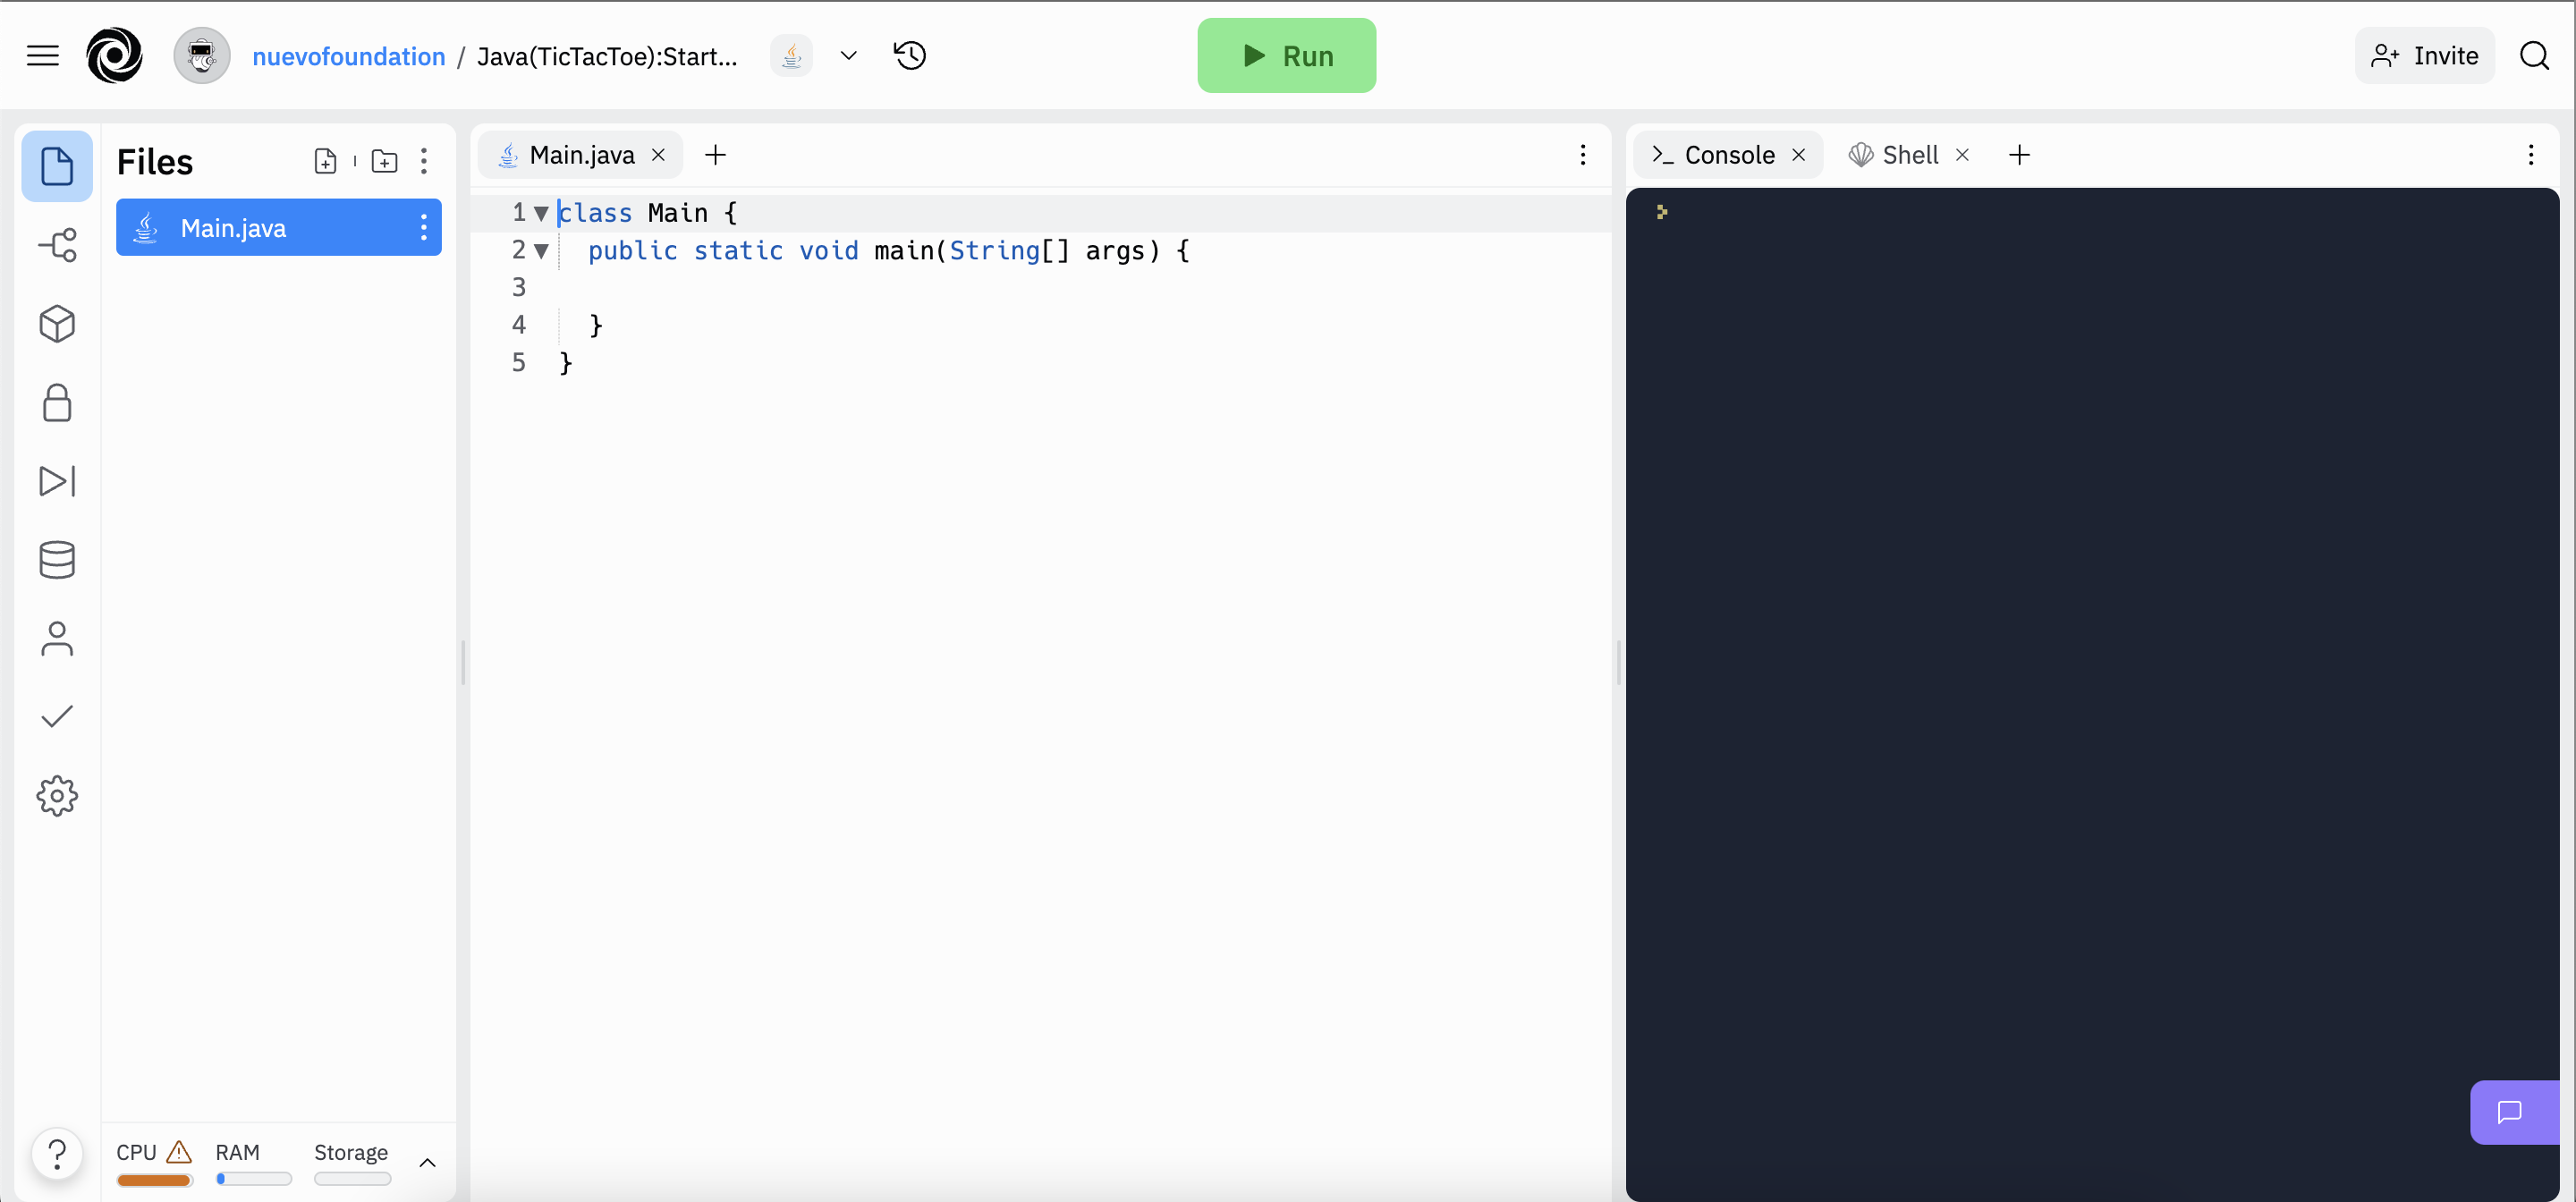 nuevofoundation / Java(TicTacToe):Start...
Run
Invite
Files
Main.java
Main.java
1 class Main {
2 public static void main(String[] args) {
3
4 }
5 }
Console
Shell
CPU RAM Storage
?